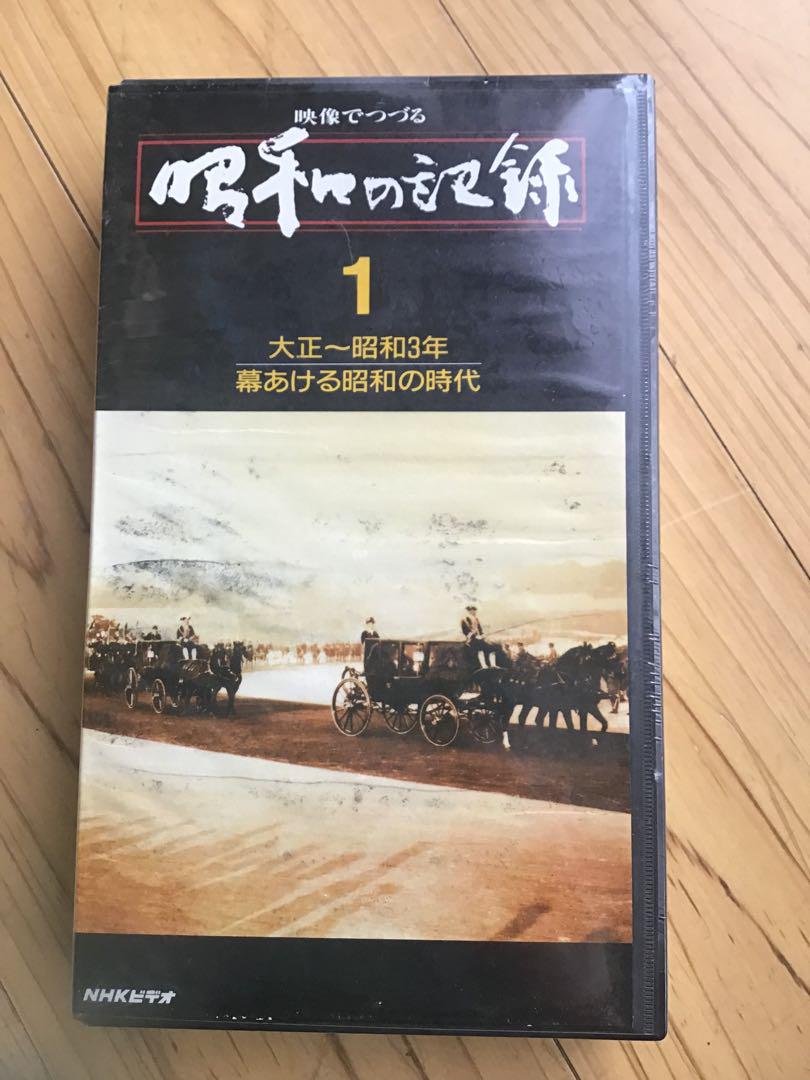 映像でつづる
昭和の記録
1
大正～昭和3年
幕あける昭和の時代
NHKビデオ